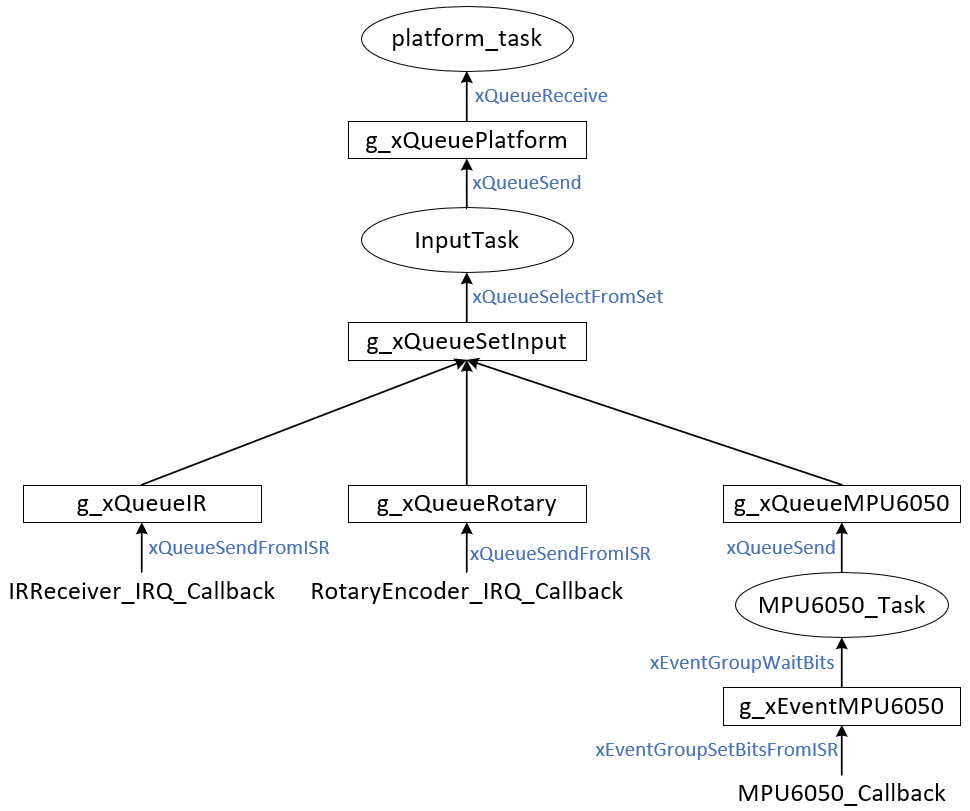 platform_task
xQueueReceive
g_xQueuePlatform
xQueueSend
InputTask
xQueueSelectFromSet
g_xQueueSetInput
g_xQueueIR
g_xQueueRotary
g_xQueueMPU6050
xQueueSendFromISR
xQueueSendFromISR
xQueueSend
IRReceiver_IRQ_Callback
RotaryEncoder_IRQ_Callback
MPU6050_Task
xEventGroupWaitBits
g_xEventMPU6050
xEventGroupSetBitsFromISR
MPU6050_Callback